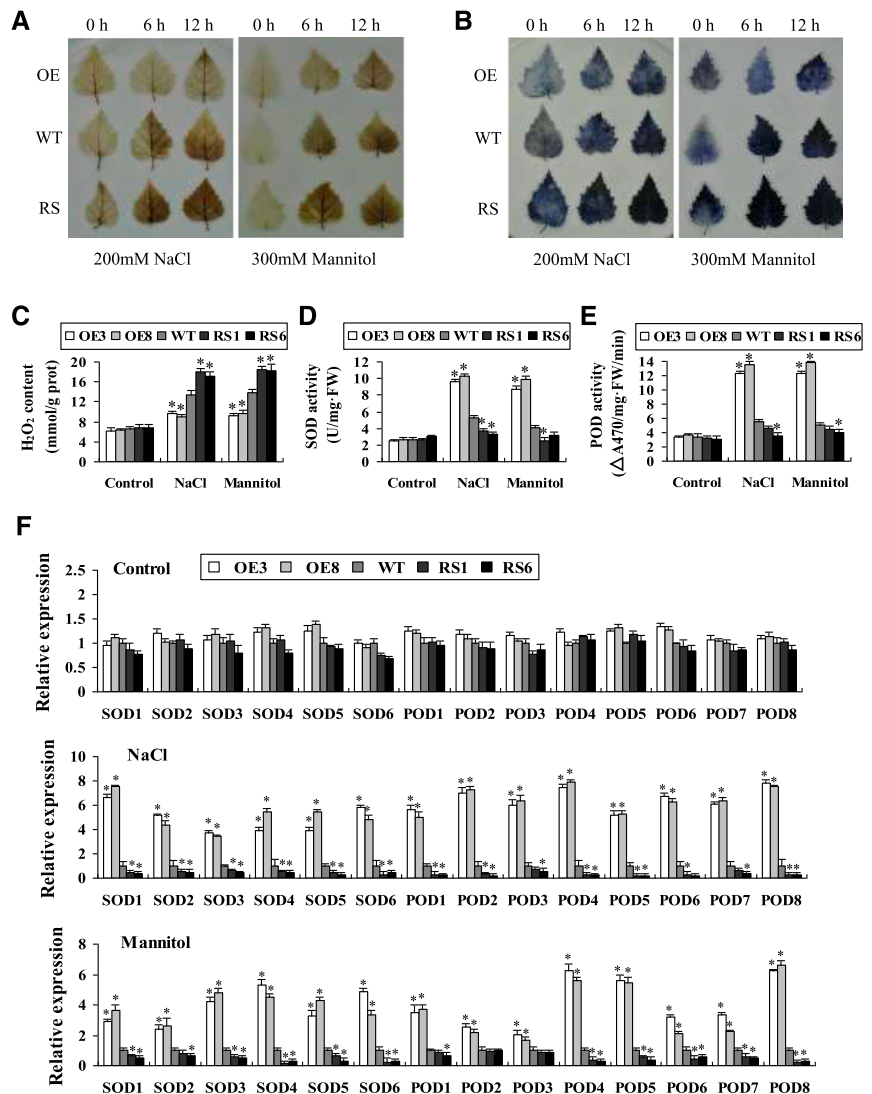 A
0 h 6 h 12 h 0 h 6 h 12 h
OE
WT
RS
200mM NaCl 300mM Mannitol
B
0 h 6 h 12 h 0 h 6 h 12 h
OE
WT
RS
200mM NaCl 300mM Mannitol
C
OE3 OE8 WT RS1 RS6
H₂O₂ content
(mmol/g prot)
20
16
12
8
4
0
* * * * * * * *
Control NaCl Mannitol
D
OE3 OE8 WT RS1 RS6
SOD activity
(U/mg·FW)
12
10
8
6
4
2
0
* * * * * * *
Control NaCl Mannitol
E
OE3 OE8 WT RS1 RS6
POD activity
(△A470/mg·FW/min)
14
12
10
8
6
4
2
0
* * * * * *
Control NaCl Mannitol
F
Control
OE3 OE8 WT RS1 RS6
Relative expression
2.5
2
1.5
1
0.5
0
SOD1 SOD2 SOD3 SOD4 SOD5 SOD6 POD1 POD2 POD3 POD4 POD5 POD6 POD7 POD8
NaCl
Relative expression
10
8
6
4
2
0
SOD1 SOD2 SOD3 SOD4 SOD5 SOD6 POD1 POD2 POD3 POD4 POD5 POD6 POD7 POD8
Mannitol
Relative expression
8
6
4
2
0
SOD1 SOD2 SOD3 SOD4 SOD5 SOD6 POD1 POD2 POD3 POD4 POD5 POD6 POD7 POD8